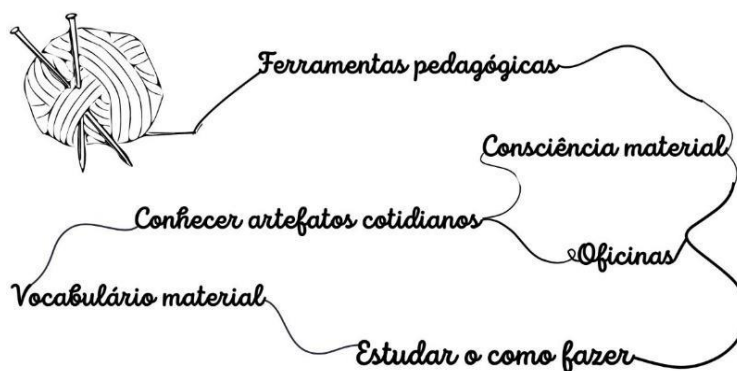 Ferramentas pedagógicas
Consciência material
Conhecer artefatos cotidianos
Oficinas
Vocabulário material
Estudar o como fazer